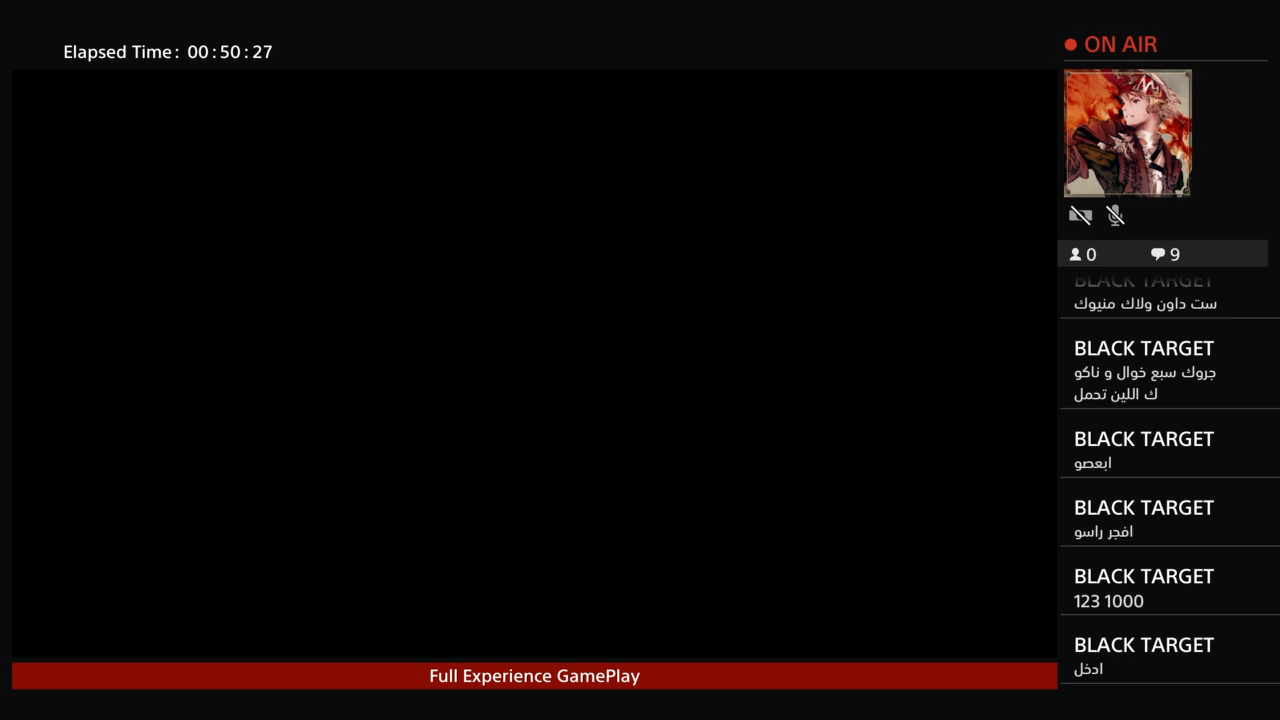 Elapsed Time: 00:50:27
ON AIR
0
9
BLACK TARGET
ست داون ولاك منيوك
BLACK TARGET
جروك سبع خوال و ناكو
ك اللين تحمل
BLACK TARGET
ابعصو
BLACK TARGET
افجر راسو
BLACK TARGET
123 1000
BLACK TARGET
ادخل
Full Experience GamePlay